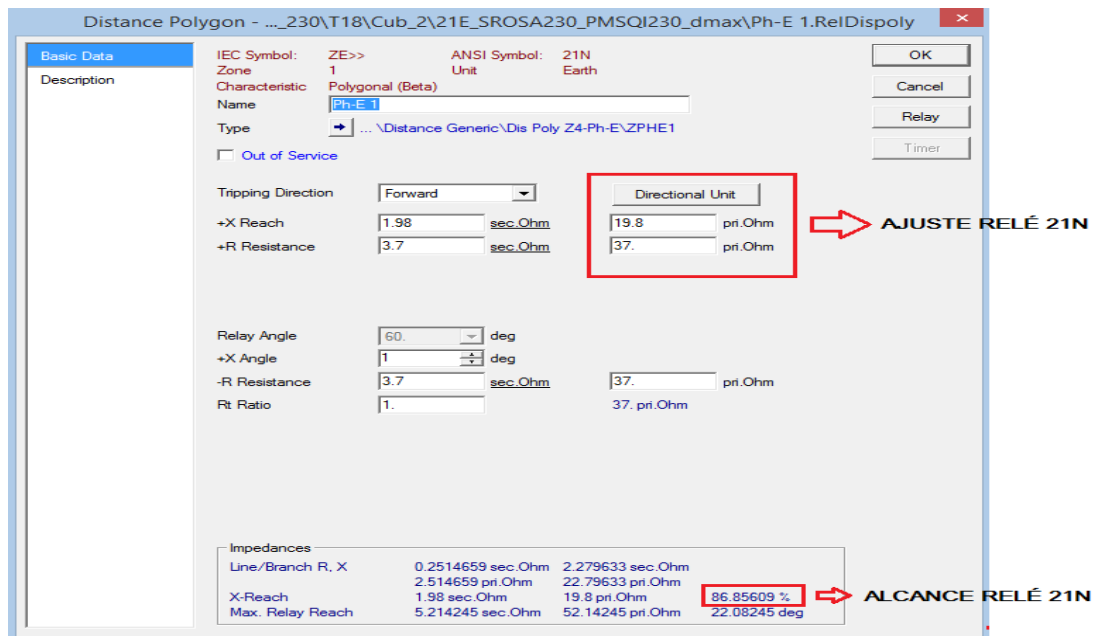 Distance Polygon - ..._230\T18\Cub_2\21E_SROSA230_PMSQI230_dmax\Ph-E 1.RelDispoly
Basic Data
Description
IEC Symbol: ZE>> ANSI Symbol: 21N
Zone 1 Unit Earth
Characteristic Polygonal (Beta)
Name Ph-E 1
Type ... \Distance Generic\Dis Poly Z4-Ph-E\ZPHE1
Out of Service
OK
Cancel
Relay
Timer
Tripping Direction Forward Directional Unit
+X Reach 1.98 sec.Ohm 19.8 pri.Ohm
+R Resistance 3.7 sec.Ohm 37. pri.Ohm
AJUSTE RELÉ 21N
Relay Angle 60. deg
+X Angle 1 deg
-R Resistance 3.7 sec.Ohm 37. pri.Ohm
Rt Ratio 1. 37. pri.Ohm
Impedances
Line/Branch R, X 0.2514659 sec.Ohm 2.279633 sec.Ohm
2.514659 pri.Ohm 22.79633 pri.Ohm
X-Reach 1.98 sec.Ohm 19.8 pri.Ohm 86.85609 %
Max. Relay Reach 5.214245 sec.Ohm 52.14245 pri.Ohm 22.08245 deg
ALCANCE RELÉ 21N